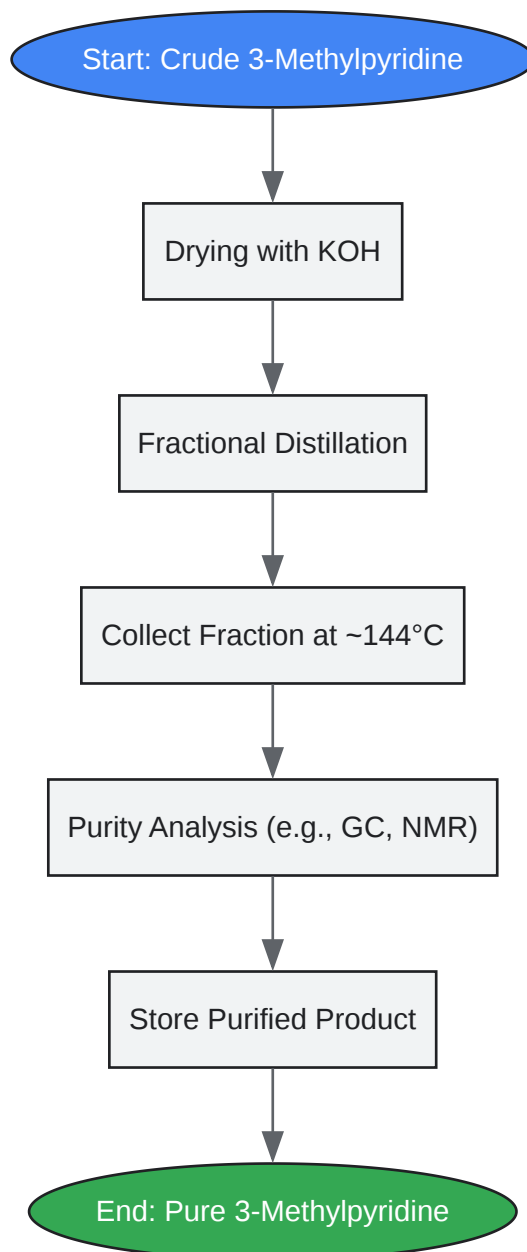 Start: Crude 3-Methylpyridine
Drying with KOH
Fractional Distillation
Collect Fraction at ~144°C
Purity Analysis (e.g., GC, NMR)
Store Purified Product
End: Pure 3-Methylpyridine